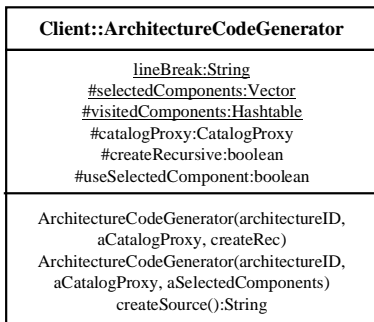 Client::ArchitectureCodeGenerator
lineBreak:String
#selectedComponents:Vector
#visitedComponents:Hashtable
#catalogProxy:CatalogProxy
#createRecursive:boolean
#useSelectedComponent:boolean
ArchitectureCodeGenerator(architectureID,
aCatalogProxy, createRec)
ArchitectureCodeGenerator(architectureID,
aCatalogProxy, aSelectedComponents)
createSource():String